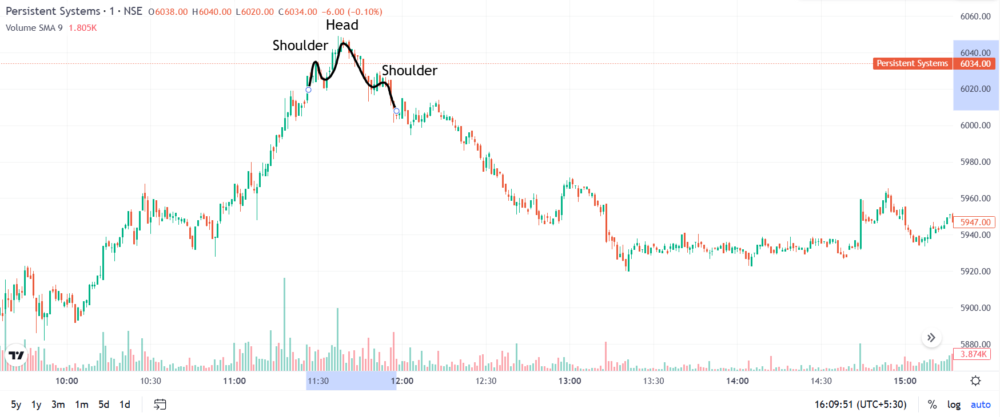 Persistent Systems · 1 · NSE O6038.00 H6040.00 L6020.00 C6034.00 −6.00 (−0.10%)
Volume SMA 9 1.805K
Head
Shoulder
Shoulder
6060.00
6040.00
Persistent Systems 6034.00
6020.00
6000.00
5980.00
5960.00
5947.00
5940.00
5920.00
5900.00
5880.00
3.874K
10:00 10:30 11:00 11:30 12:00 12:30 13:00 13:30 14:00 14:30 15:00
5y 1y 3m 1m 5d 1d 16:09:51 (UTC+5:30) % log auto